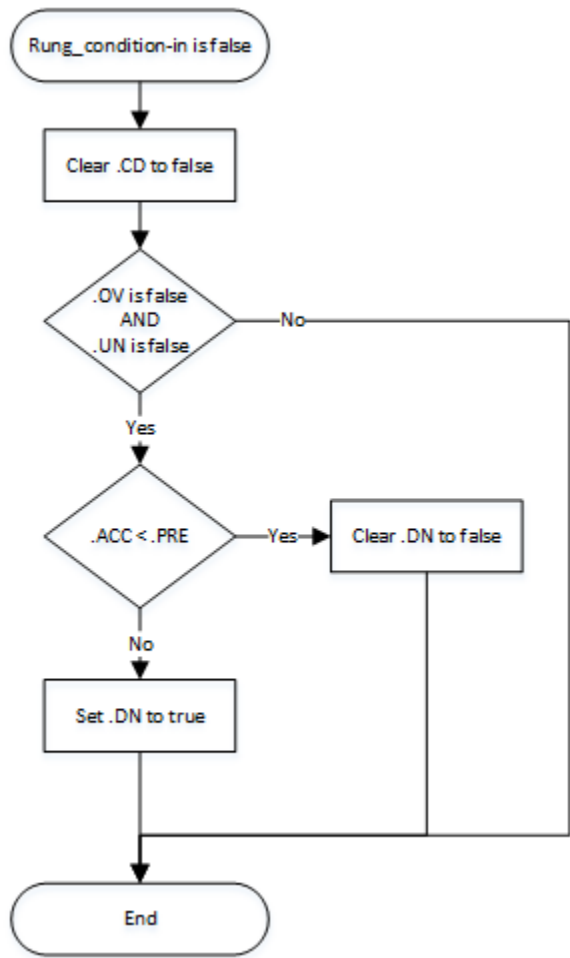 Rung_condition-in is false
Clear .CD to false
.OV is false
AND
.UN is false
No
Yes
.ACC < .PRE
Yes
Clear .DN to false
No
Set .DN to true
End